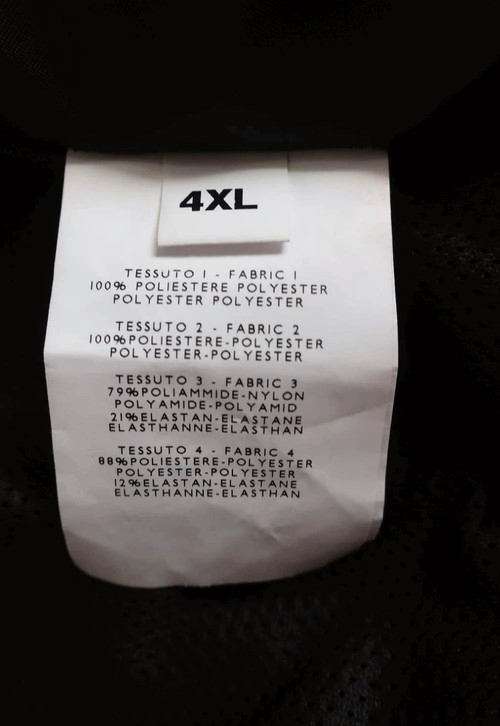 4XL
TESSUTO 1 - FABRIC 1
100% POLIESTERE POLYESTER
POLYESTER POLYESTER
TESSUTO 2 - FABRIC 2
100%POLIESTERE-POLYESTER
POLYESTER-POLYESTER
TESSUTO 3 - FABRIC 3
79%POLIAMMIDE-NYLON
POLYAMIDE-POLYAMID
21%ELASTAN-ELASTANE
ELASTHANNE-ELASTHAN
TESSUTO 4 - FABRIC 4
88%POLIESTERE-POLYESTER
POLYESTER-POLYESTER
12%ELASTAN-ELASTANE
ELASTHANNE-ELASTHAN